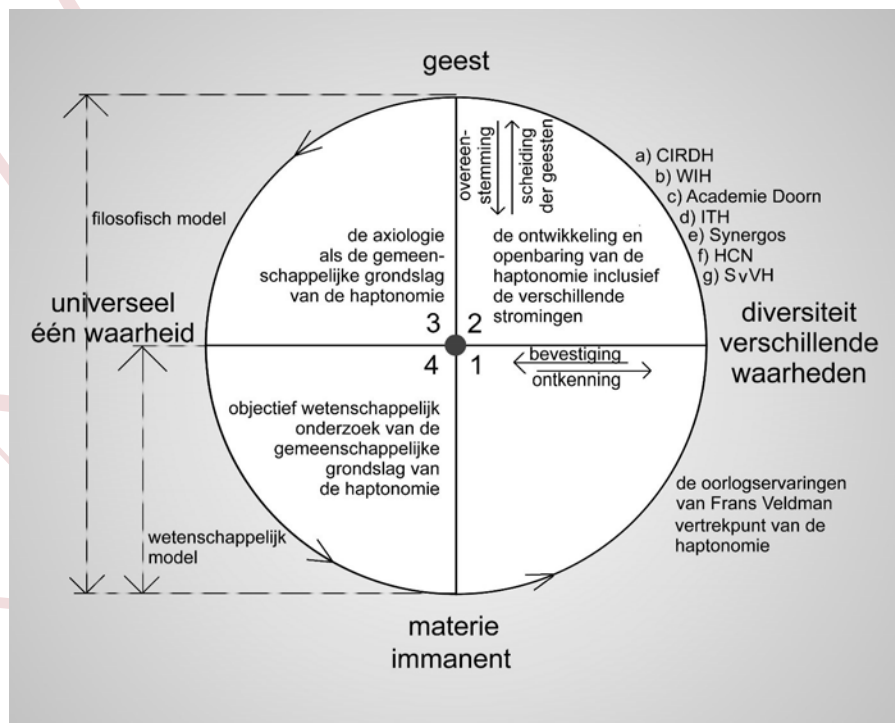 geest
overeen-
stemming
scheiding
der geesten
a) CIRDH
b) WIH
c) Academie Doorn
d) ITH
e) Synergos
f) HCN
g) SvVH
filosofisch model
de axiologie
als de gemeen-
schappelijke grondslag
van de haptonomie
de ontwikeling en
openbaring van de
haptonomie inclusief
de verschillende
stromingen
universeel
één waarheid
3
2
4
1
diversiteit
verschillende
waarheden
bevestiging
ontkenning
objectief wetenschappelijk
onderzoek van de
gemeenschappelijke
grondslag van
de haptonomie
de oorlogservaringen
van Frans Veldman
vertrekpunt van de
haptonomie
wetenschappelijk
model
materie
immanent